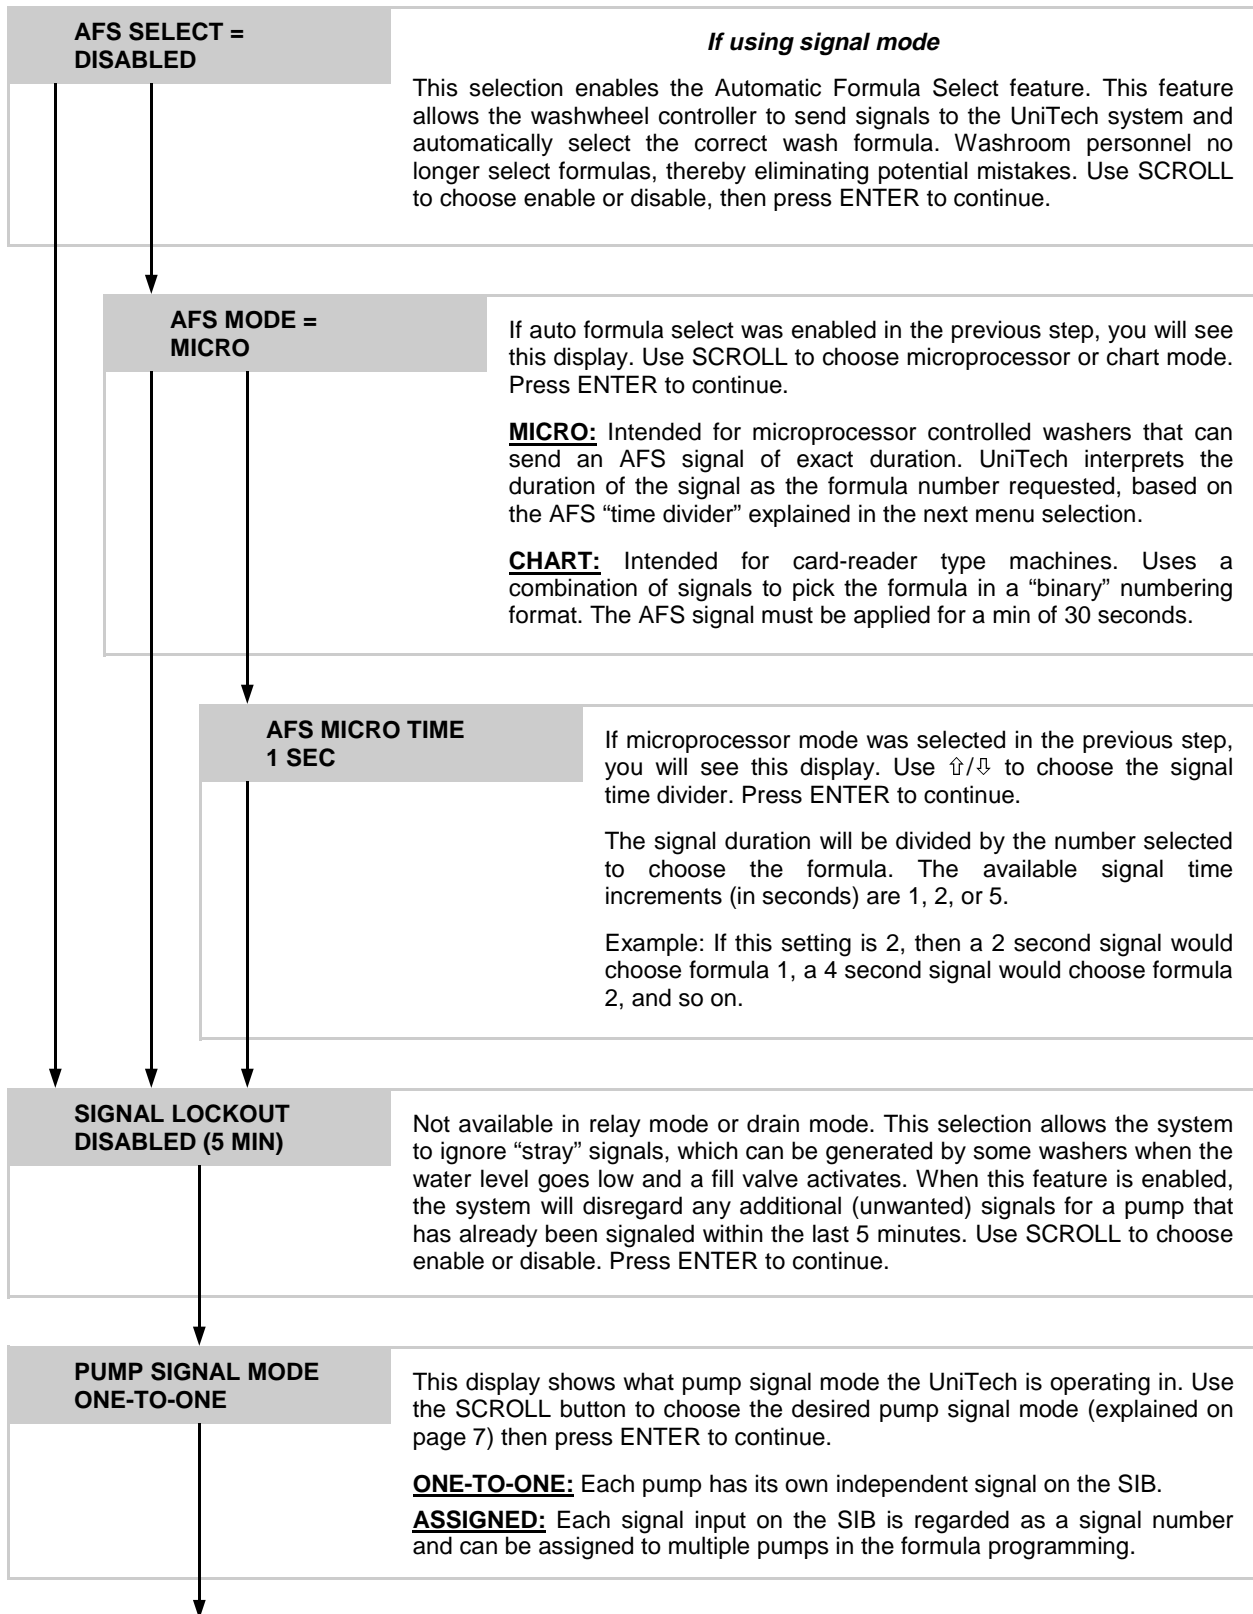 AFS SELECT =
DISABLED
If using signal mode
This selection enables the Automatic Formula Select feature. This feature
allows the washwheel controller to send signals to the UniTech system and
automatically select the correct wash formula. Washroom personnel no
longer select formulas, thereby eliminating potential mistakes. Use SCROLL
to choose enable or disable, then press ENTER to continue.
AFS MODE =
MICRO
If auto formula select was enabled in the previous step, you will see
this display. Use SCROLL to choose microprocessor or chart mode.
Press ENTER to continue.
MICRO: Intended for microprocessor controlled washers that can
send an AFS signal of exact duration. UniTech interprets the
duration of the signal as the formula number requested, based on
the AFS “time divider” explained in the next menu selection.
CHART: Intended for card-reader type machines. Uses a
combination of signals to pick the formula in a “binary” numbering
format. The AFS signal must be applied for a min of 30 seconds.
AFS MICRO TIME
1 SEC
If microprocessor mode was selected in the previous step,
you will see this display. Use ⇧/⇩ to choose the signal
time divider. Press ENTER to continue.
The signal duration will be divided by the number selected
to choose the formula. The available signal time
increments (in seconds) are 1, 2, or 5.
Example: If this setting is 2, then a 2 second signal would
choose formula 1, a 4 second signal would choose formula
2, and so on.
SIGNAL LOCKOUT
DISABLED (5 MIN)
Not available in relay mode or drain mode. This selection allows the system
to ignore “stray” signals, which can be generated by some washers when the
water level goes low and a fill valve activates. When this feature is enabled,
the system will disregard any additional (unwanted) signals for a pump that
has already been signaled within the last 5 minutes. Use SCROLL to choose
enable or disable. Press ENTER to continue.
PUMP SIGNAL MODE
ONE-TO-ONE
This display shows what pump signal mode the UniTech is operating in. Use
the SCROLL button to choose the desired pump signal mode (explained on
page 7) then press ENTER to continue.
ONE-TO-ONE: Each pump has its own independent signal on the SIB.
ASSIGNED: Each signal input on the SIB is regarded as a signal number
and can be assigned to multiple pumps in the formula programming.